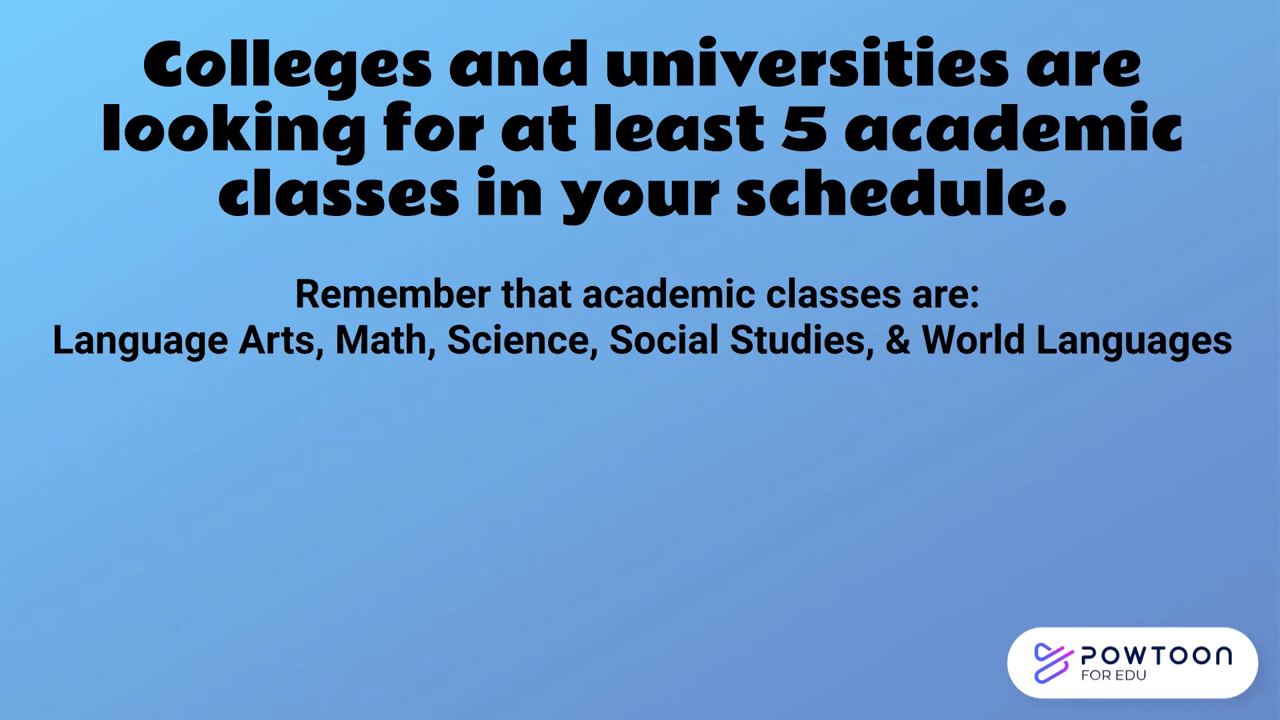 Colleges and universities are
looking for at least 5 academic
classes in your schedule.
Remember that academic classes are:
Language Arts, Math, Science, Social Studies, & World Languages
POWTOON
FOR EDU